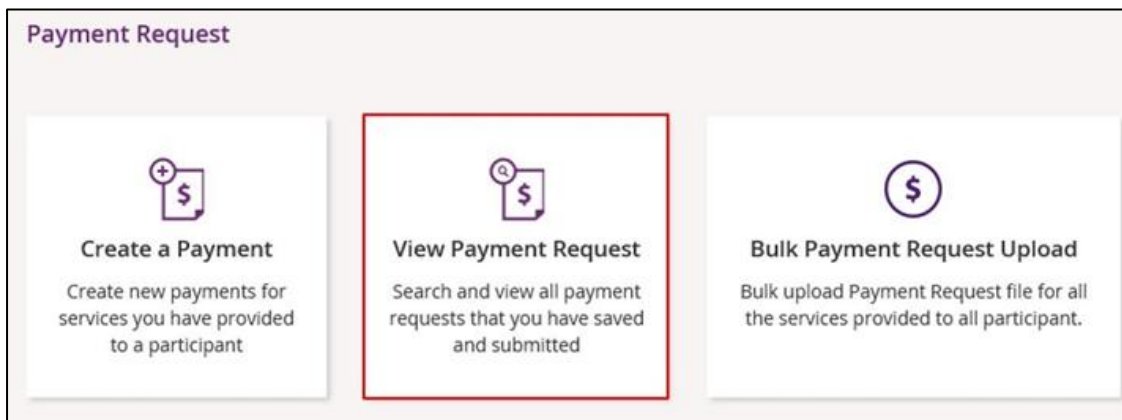 Payment Request
Create a Payment
Create new payments for
services you have provided
to a participant
View Payment Request
Search and view all payment
requests that you have saved
and submitted
Bulk Payment Request Upload
Bulk upload Payment Request file for all
the services provided to all participant.